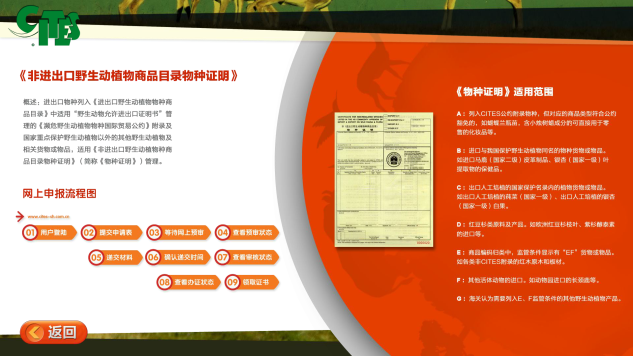 CITES
《非进出口野生动植物商品目录物种证明》
概述：进出口物种列入《进出口野生动植物种商
品目录》中适用“野生动物允许进出口证明书”管
理的《濒危野生动植物种国际贸易公约》附录及
国家重点保护野生动植物以外的其他野生动植物及
相关货物或物品，适用《非进出口野生动植物种商
品目录物种证明》（简称《物种证明》）管理。
网上申报流程图
01 用户登陆
02 提交申请表
03 等待网上预审
04 查看预审状态
05 递交材料
06 确认递交时间
07 查看审核状态
08 查看办证状态
09 领取证书
返回
《物种证明》适用范围
A：列入CITES公约附录物种，但对应的商品类型符合公约
豁免的，如蝴蝶兰瓶苗、含小烛树蜡成分的可直接用于零
售的化妆品等。
B：进口与我国保护野生动植物同名的物种货物或物品。
如进口马鹿（国家二级）皮革制品、银杏（国家一级）叶
提取物的保健品。
C：出口人工培植的国家保护名录内的植物货物或物品。
如出口人工培植的莼菜（国家一级）、出口人工培植的银杏
（国家一级）白果。
D：红豆杉类原料及产品。如欧洲红豆杉枝叶、紫杉醇素
的进口等。
E：商品编码归类中，监管条件显示有“EF”货物或物品。
如各类非CITES附录的红木原木和板材。
F：其他活体动物的进口。如动物园进口的长颈鹿等。
G：海关认为需要列入E、F监管条件的其他野生动植物产品。